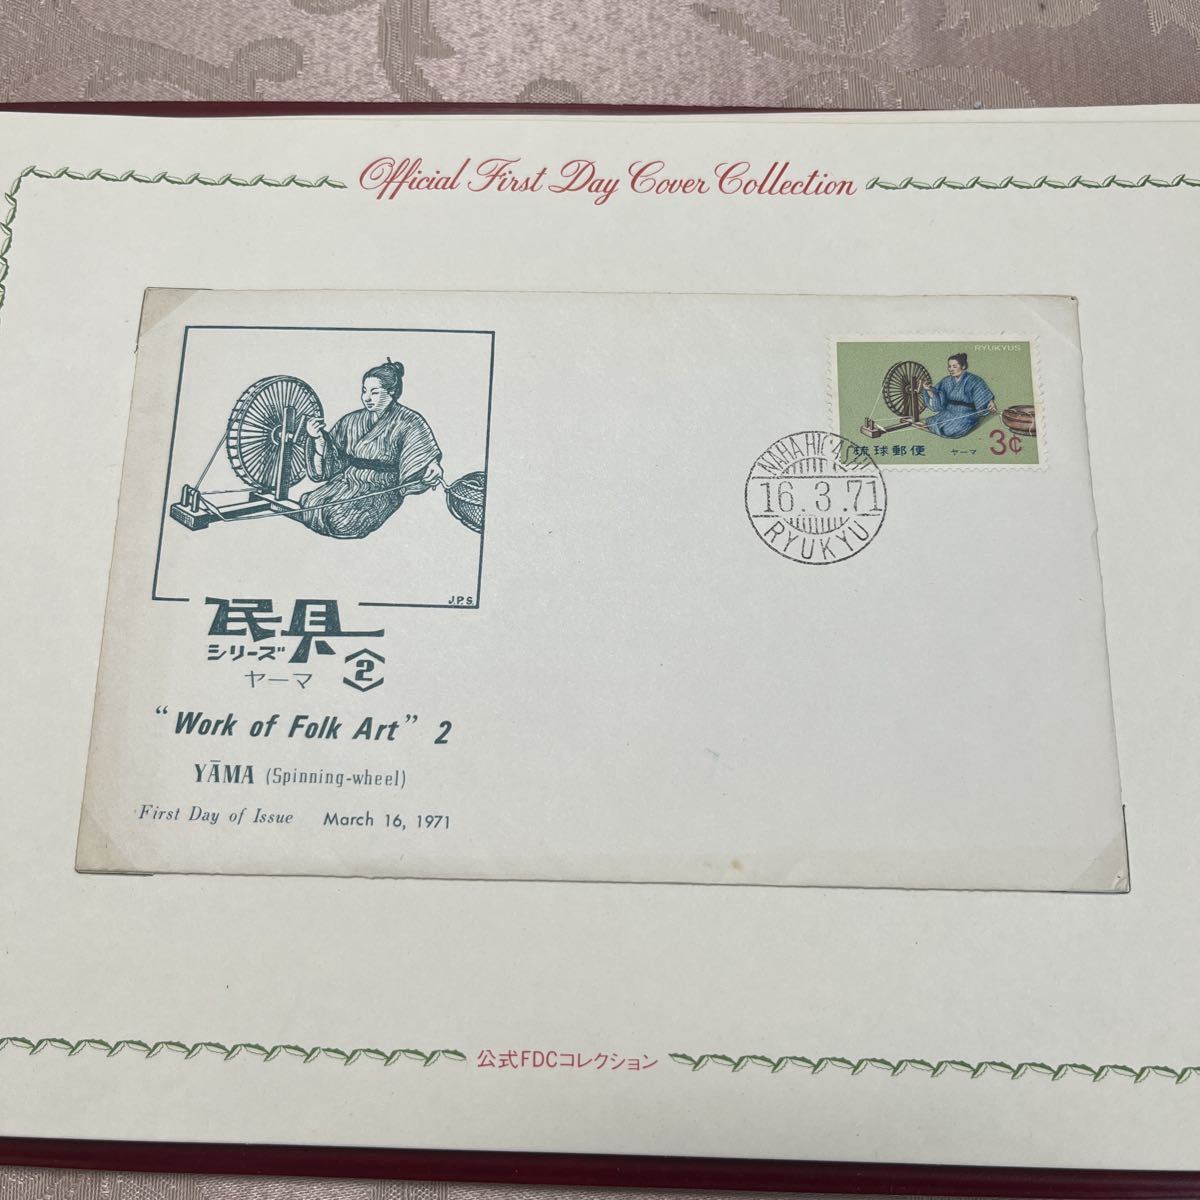 Official First Day Cover Collection
RYUKYUS
3¢
琉球郵便 ヤーマ
NAHA HIGASHI
16.3.71
RYUKYU
J.P.S.
民具
シリーズ
ヤーマ 2
“Work of Folk Art” 2
YĀMA (Spinning-wheel)
First Day of Issue March 16, 1971
公式FDCコレクション